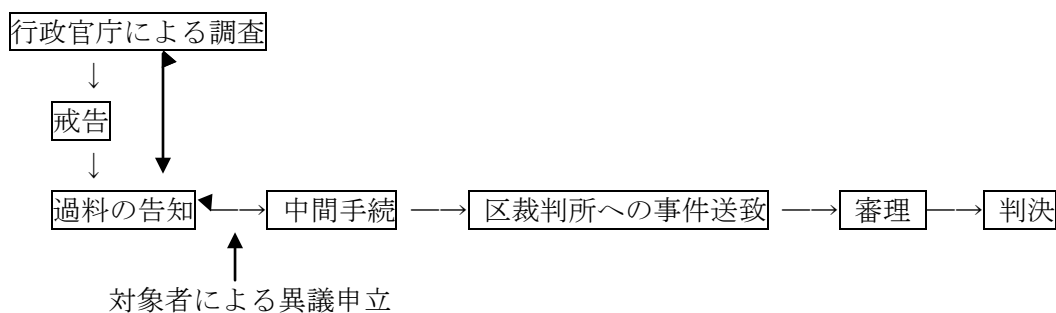 行政官庁による調査
↓
戒告
↓
過料の告知 ―→ 中間手続 ―→ 区裁判所への事件送致 ―→ 審理 ―→ 判決
対象者による異議申立